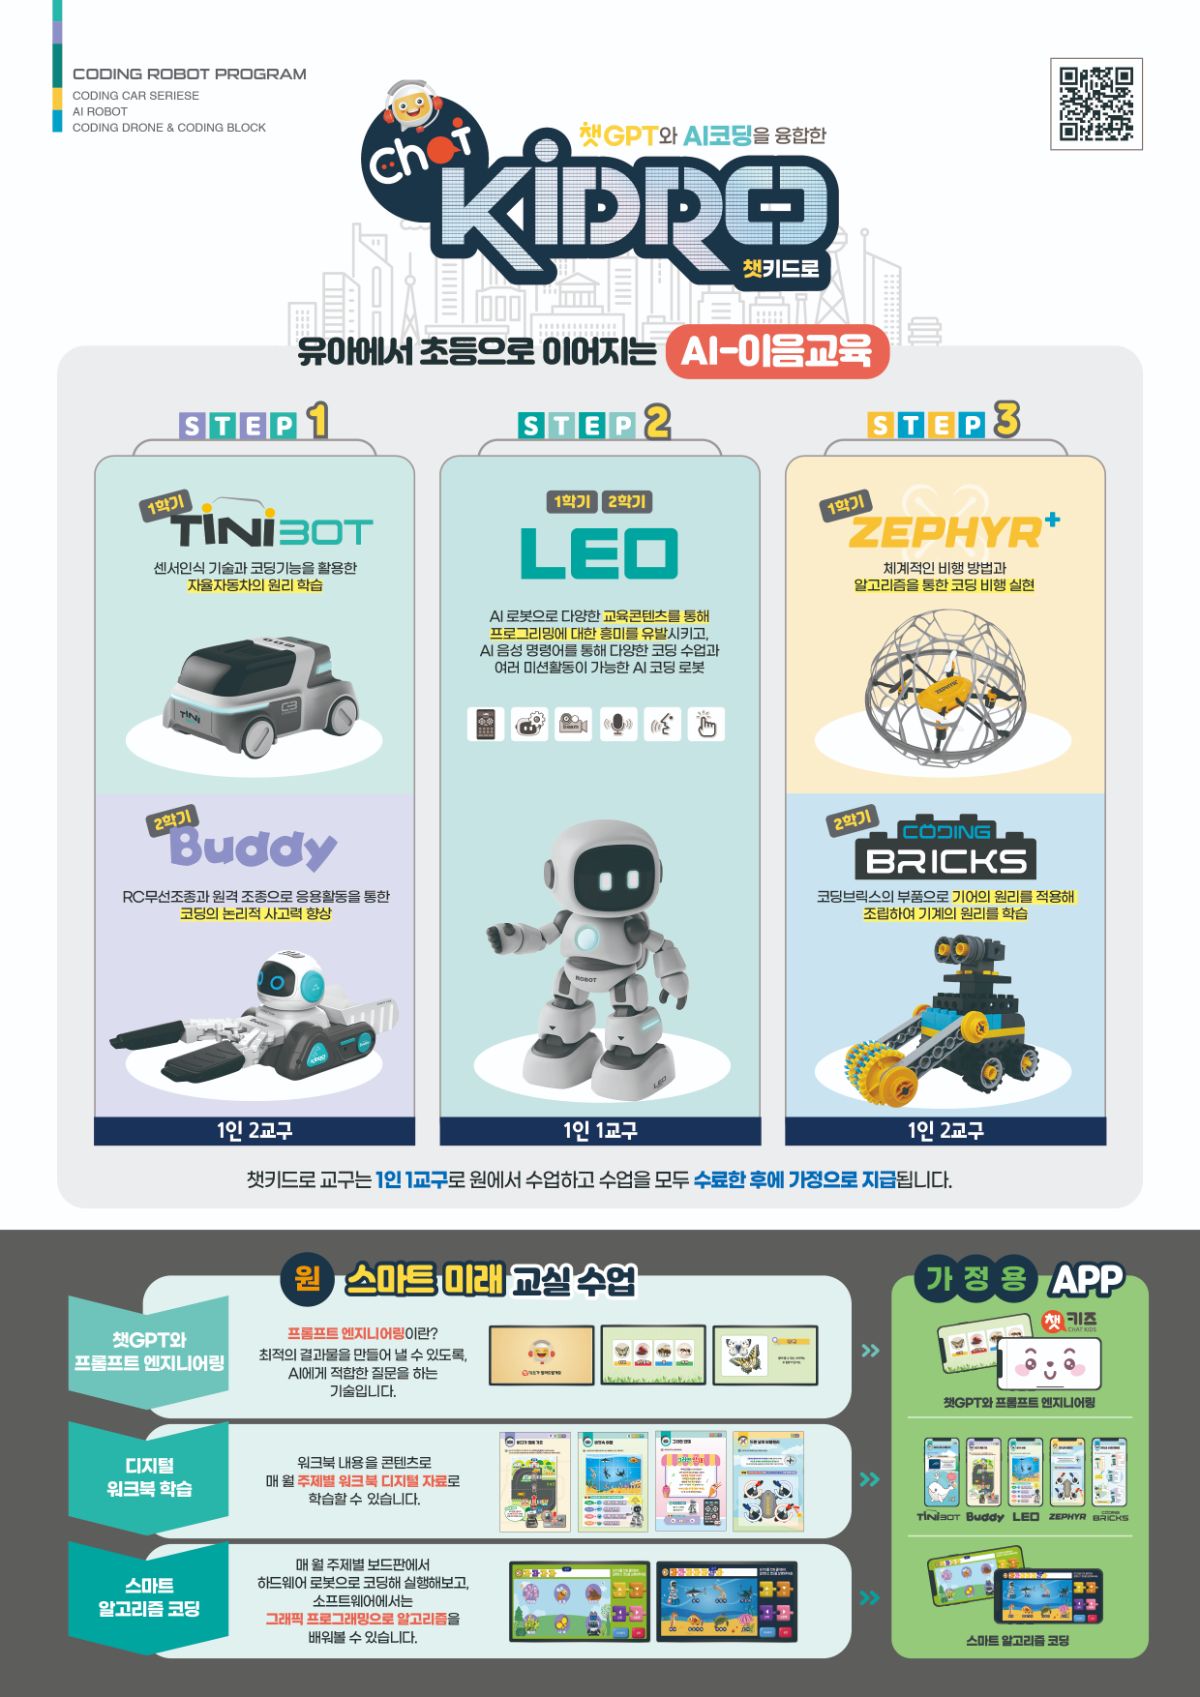 CODING ROBOT PROGRAM
CODING CAR SERIESE
AI ROBOT
CODING DRONE & CODING BLOCK
챗GPT와 AI코딩을 융합한
Chat
KIDRO
챗키드로
유아에서 초등으로 이어지는 AI-이음교육
STEP 1
1학기
TINIBOT
센서인식 기술과 코딩기능을 활용한
자율자동차의 원리 학습
TINI
2학기
Buddy
RC무선조종과 원격 조종으로 응용활동을 통한
코딩의 논리적 사고력 향상
1인 2교구
STEP 2
1학기 2학기
LEO
AI 로봇으로 다양한 교육콘텐츠를 통해
프로그리밍에 대한 흥미를 유발시키고,
AI 음성 명령어를 통해 다양한 코딩 수업과
여러 미션활동이 가능한 AI 코딩 로봇
ROBOT
LEO
1인 1교구
STEP 3
1학기
ZEPHYR+
체계적인 비행 방법과
알고리즘을 통한 코딩 비행 실현
ZEPHYR
2학기
CODING
BRICKS
코딩브릭스의 부품으로 기어의 원리를 적용해
조립하여 기계의 원리를 학습
1인 2교구
챗키드로 교구는 1인 1교구로 원에서 수업하고 수업을 모두 수료한 후에 가정으로 지급됩니다.
원 스마트 미래 교실 수업
챗GPT와
프롬프트 엔지니어링
프롬프트 엔지니어링이란?
최적의 결과물을 만들어 낼 수 있도록,
AI에게 적합한 질문을 하는
기술입니다.
디지털
워크북 학습
워크북 내용을 콘텐츠로
매 월 주제별 워크북 디지털 자료로
학습할 수 있습니다.
스마트
알고리즘 코딩
매 월 주제별 보드판에서
하드웨어 로봇으로 코딩해 실행해보고,
소프트웨어에서는
그래픽 프로그래밍으로 알고리즘을
배워볼 수 있습니다.
가정용 APP
챗키즈
CHAT KIDS
챗GPT와 프롬프트 엔지니어링
TINIBOT Buddy LEO ZEPHYR CODING BRICKS
스마트 알고리즘 코딩